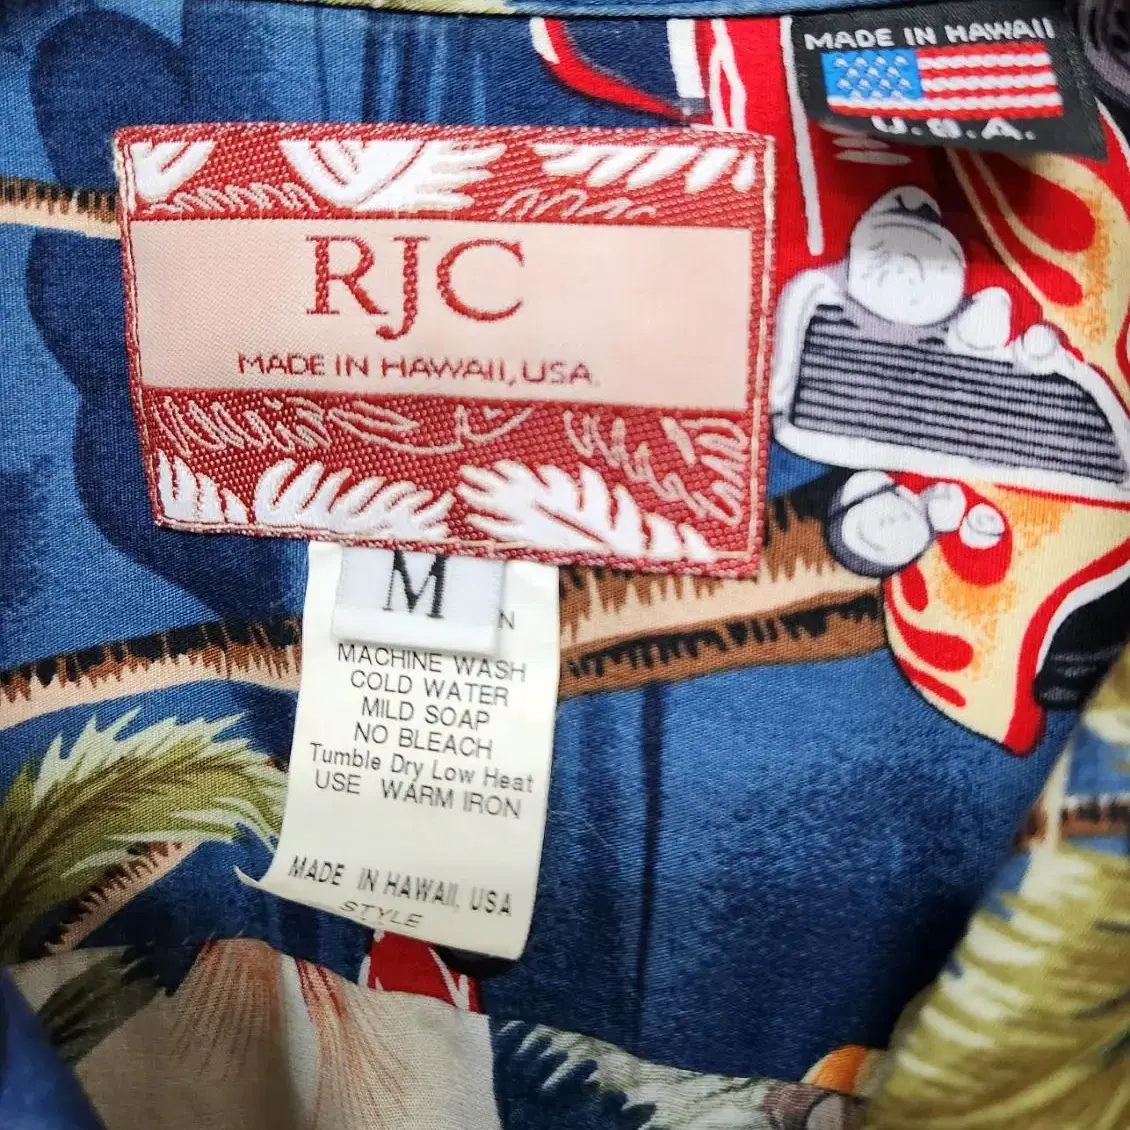 MADE IN HAWAII
U.S.A.
RJC
MADE IN HAWAII, USA
M
N
MACHINE WASH
COLD WATER
MILD SOAP
NO BLEACH
Tumble Dry Low Heat
USE WARM IRON
MADE IN HAWAII, USA
STYLE